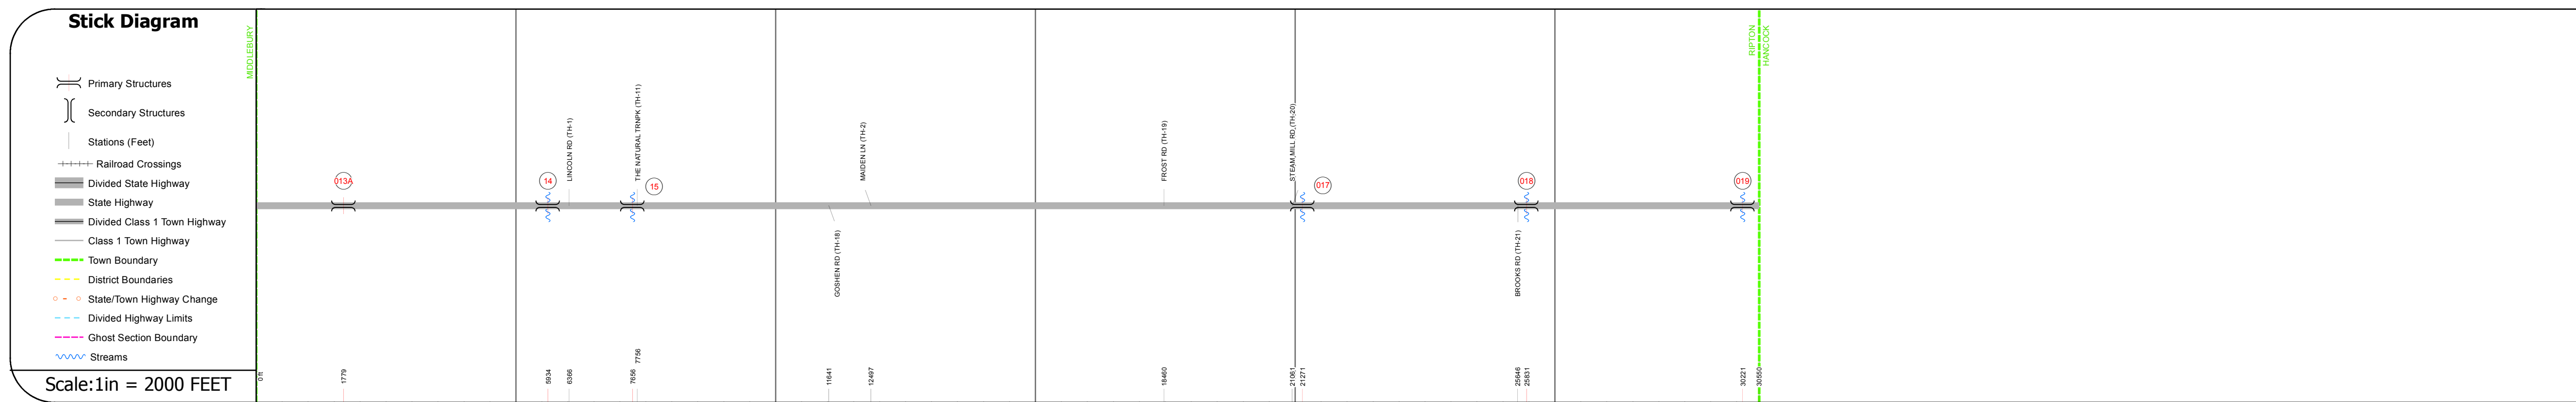 Stick Diagram
Primary Structures
Secondary Structures
Stations (Feet)
Railroad Crossings
Divided State Highway
State Highway
Divided Class 1 Town Highway
Class 1 Town Highway
Town Boundary
District Boundaries
State/Town Highway Change
Divided Highway Limits
Ghost Section Boundary
Streams
Scale:1in = 2000 FEET
MIDDLEBURY
RIPTON
HANCOCK
LINCOLN RD (TH-1)
THE NATURAL TRNPK (TH-11)
MAIDEN LN (TH-2)
FROST RD (TH-19)
STEAM,MILL RD,(TH-20)
013A
14
15
017
018
019
GOSHEN RD (TH-18)
BROOKS RD (TH-21)
0 ft
1779
5934
6366
7656
7756
11641
12497
18460
21061
21271
25646
25831
30221
30550